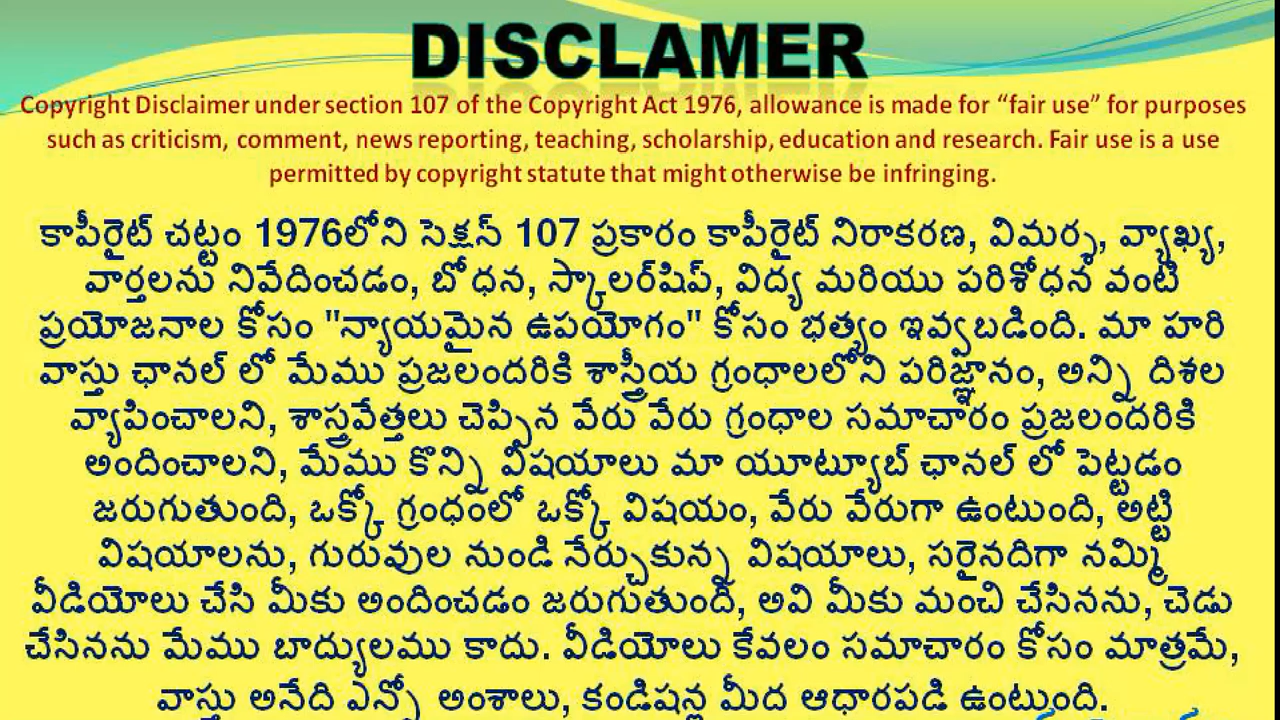 DISCLAMER
Copyright Disclaimer under section 107 of the Copyright Act 1976, allowance is made for “fair use” for purposes
such as criticism, comment, news reporting, teaching, scholarship, education and research. Fair use is a use
permitted by copyright statute that might otherwise be infringing.
కాపీరైట్ చట్టం 1976లోని సెక్షన్ 107 ప్రకారం కాపీరైట్ నిరాకరణ, విమర్శ, వ్యాఖ్య,
వార్తలను నివేదించడం, బోధన, స్కాలర్‌షిప్, విద్య మరియు పరిశోధన వంటి
ప్రయోజనాల కోసం "న్యాయమైన ఉపయోగం" కోసం భత్యం ఇవ్వబడింది. మా హరి
వాస్తు ఛానల్ లో మేము ప్రజలందరికి శాస్త్రీయ గ్రంధాలలోని పరిజ్ఞానం, అన్ని దిశల
వ్యాపించాలని, శాస్త్రవేత్తలు చెప్పిన వేరు వేరు గ్రంధాల సమాచారం ప్రజలందరికి
అందించాలని, మేము కొన్ని విషయాలు మా యూట్యూబ్ ఛానల్ లో పెట్టడం
జరుగుతుంది, ఒక్కో గ్రంధంలో ఒక్కో విషయం, వేరు వేరుగా ఉంటుంది, అట్టి
విషయాలను, గురువుల నుండి నేర్చుకున్న విషయాలు, సరైనదిగా నమ్మి
వీడియోలు చేసి మీకు అందించడం జరుగుతుంది, అవి మీకు మంచి చేసినను, చెడు
చేసినను మేము బాద్యులము కాదు. వీడియోలు కేవలం సమాచారం కోసం మాత్రమే,
వాస్తు అనేది ఎన్నో అంశాలు, కండిషన్ల మీద ఆధారపడి ఉంటుంది.